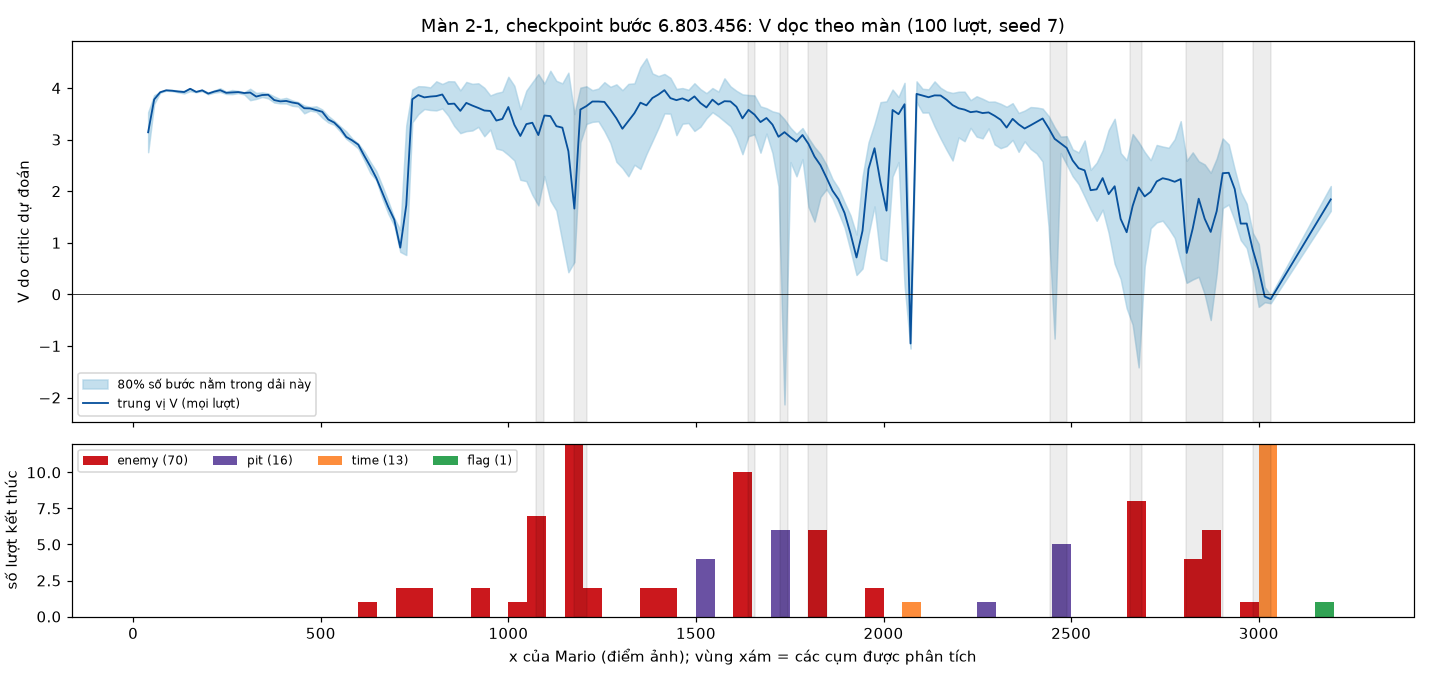 Màn 2-1, checkpoint bước 6.803.456: V dọc theo màn (100 lượt, seed 7)
V do critic dự đoán
4
3
2
1
0
−1
−2
80% số bước nằm trong dải này
trung vị V (mọi lượt)
số lượt kết thúc
10.0
7.5
5.0
2.5
0.0
enemy (70)
pit (16)
time (13)
flag (1)
0
500
1000
1500
2000
2500
3000
x của Mario (điểm ảnh); vùng xám = các cụm được phân tích